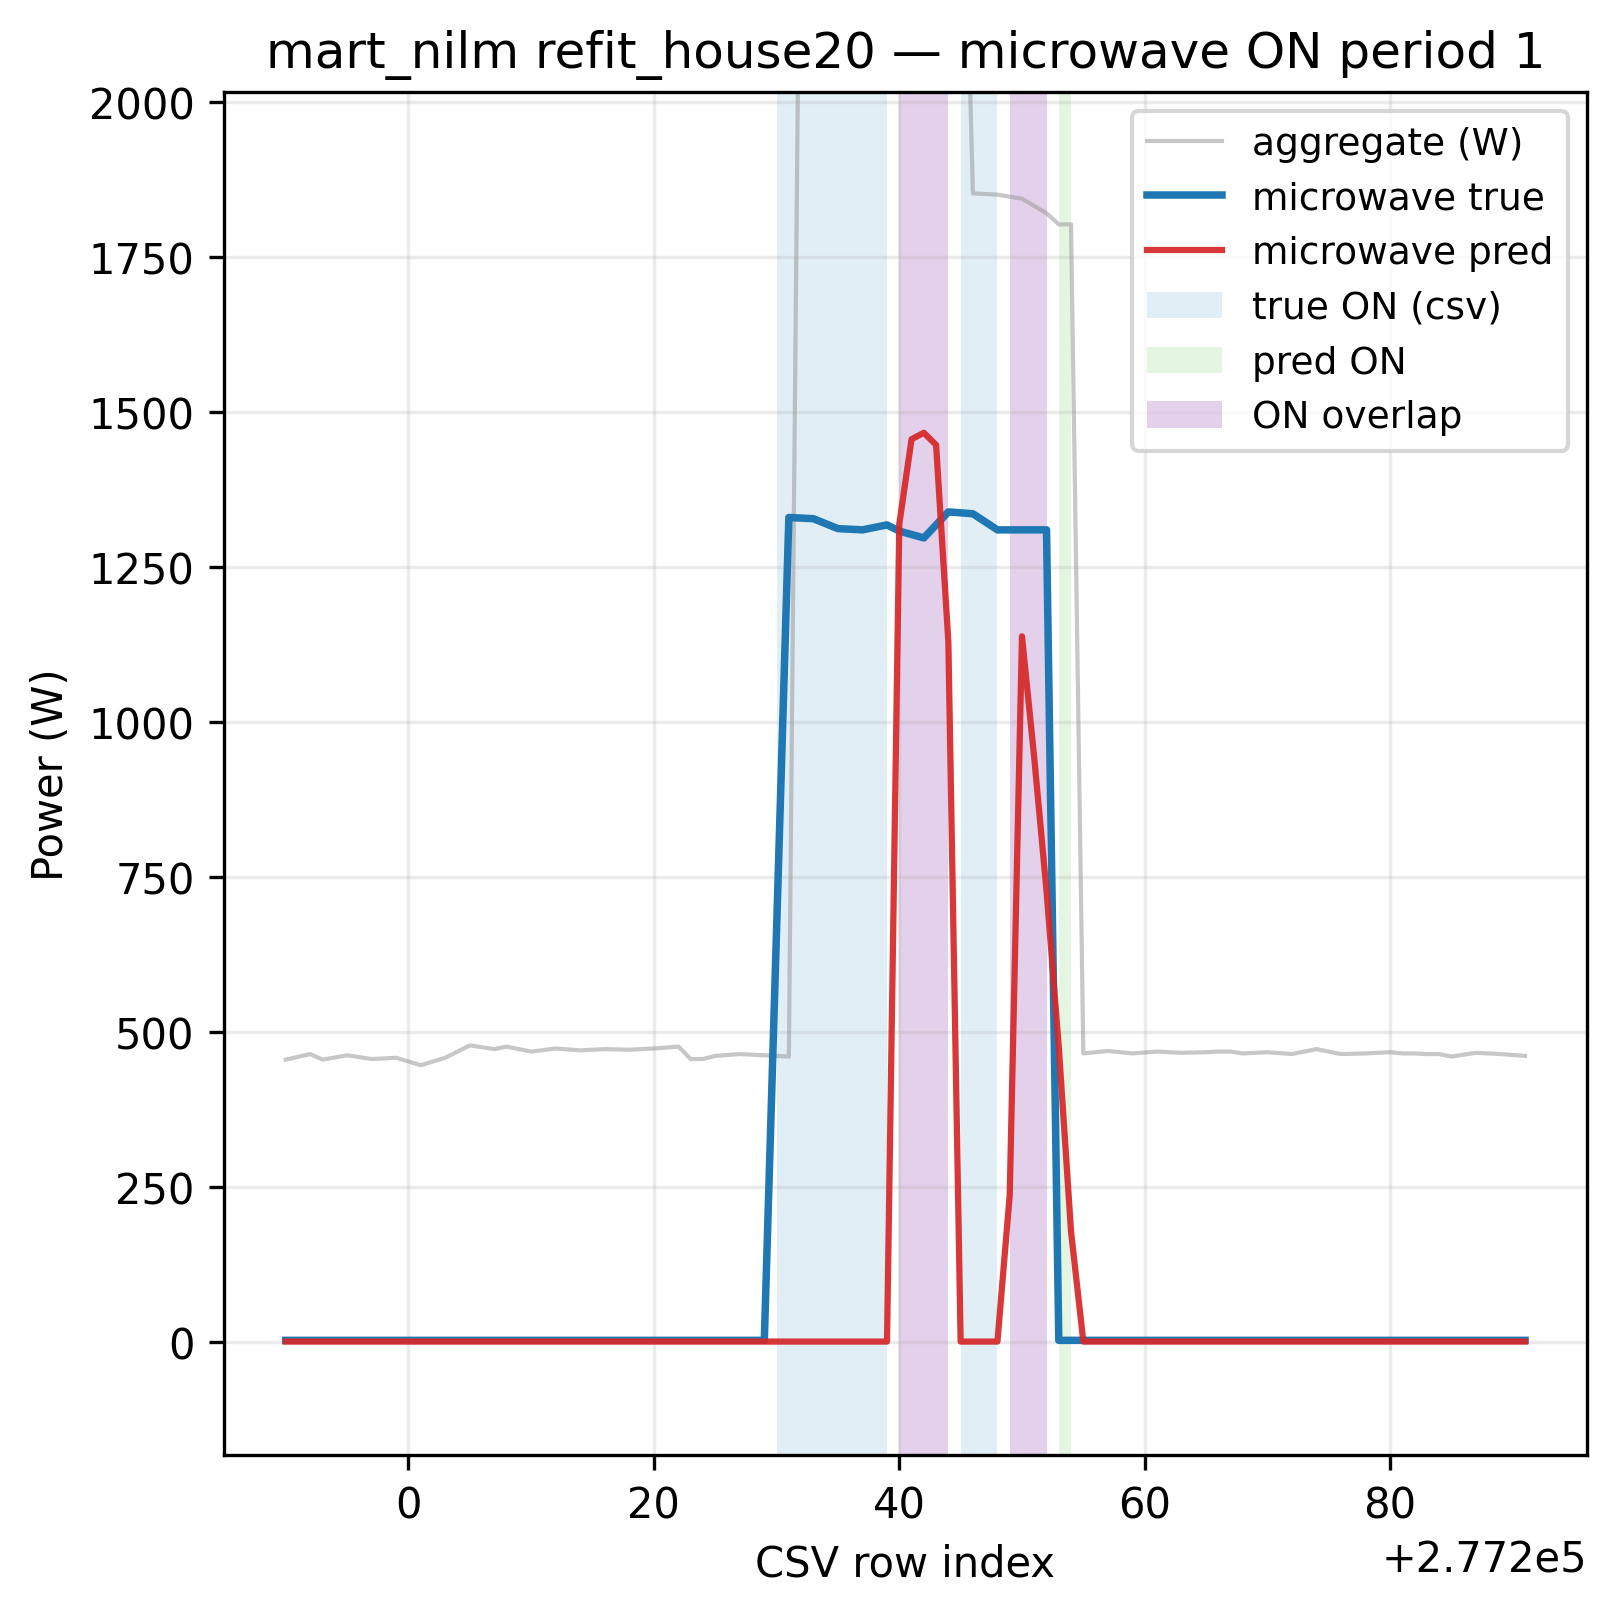 mart_nilm refit_house20 — microwave ON period 1
2000
1750
1500
1250
1000
750
500
250
0
Power (W)
aggregate (W)
microwave true
microwave pred
true ON (csv)
pred ON
ON overlap
0 20 40 60 80
CSV row index
+2.772e5